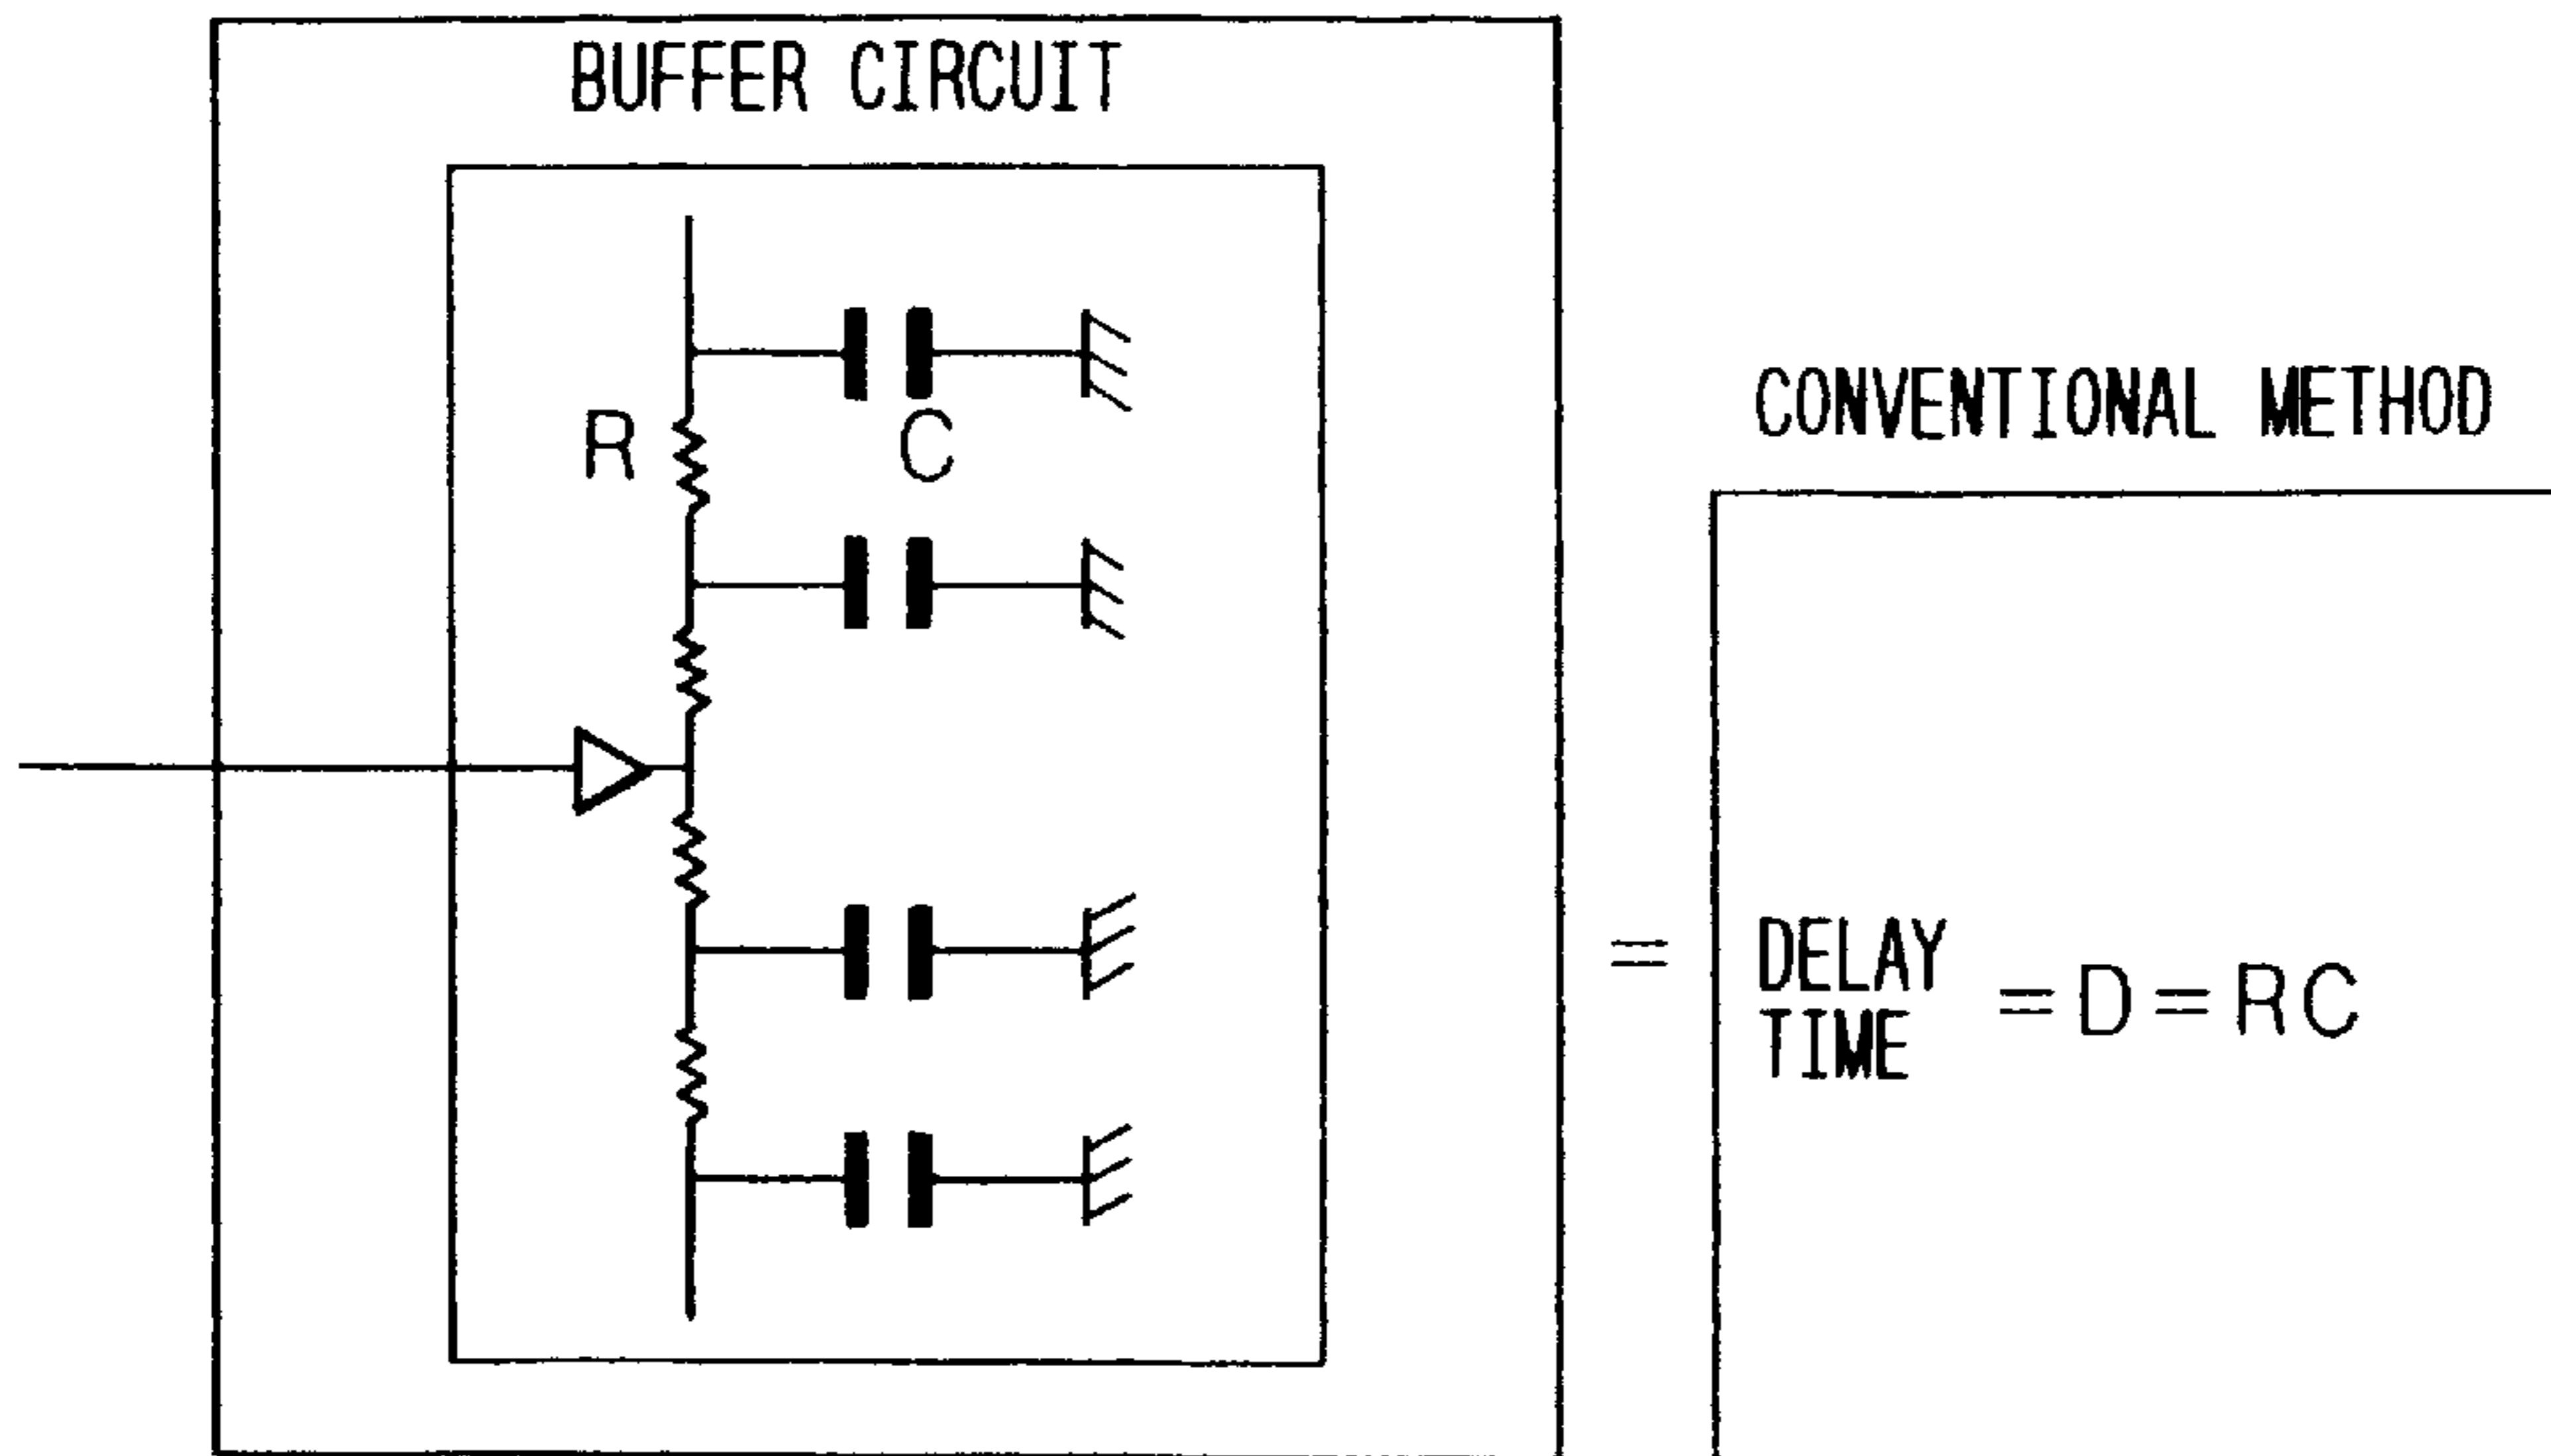 BUFFER CIRCUIT
R
C
=
CONVENTIONAL METHOD
DELAY
TIME
= D = RC